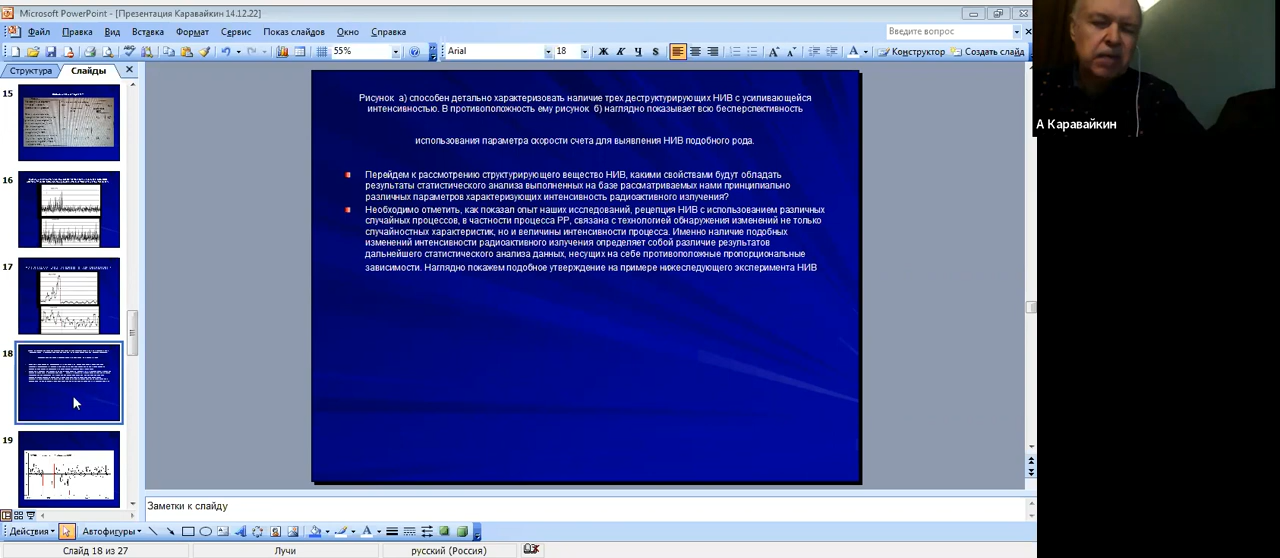 Microsoft PowerPoint - [Презентация Каравайкин 14.12.22]
Файл Правка Вид Вставка Формат Сервис Показ слайдов Окно Справка
Введите вопрос
55% Arial 18 Ж К Ч S Конструктор Создать слайд
Структура Слайды
15
16
17
18
19
Рисунок а) способен детально характеризовать наличие трех деструктурирующих НИВ с усиливающейся
интенсивностью. В противоположность ему рисунок б) наглядно показывает всю бесперспективность
использования параметра скорости счета для выявления НИВ подобного рода.
Перейдем к рассмотрению структурирующего вещество НИВ, какими свойствами будут обладать
результаты статистического анализа выполненных на базе рассматриваемых нами принципиально
различных параметров характеризующих интенсивность радиоактивного излучения?
Необходимо отметить, как показал опыт наших исследований, рецепция НИВ с использованием различных
случайных процессов, в частности процесса РР, связана с технологией обнаружения изменений не только
случайностных характеристик, но и величины интенсивности процесса. Именно наличие подобных
изменений интенсивности радиоактивного излучения определяет собой различие результатов
дальнейшего статистического анализа данных, несущих на себе противоположные пропорциональные
зависимости. Наглядно покажем подобное утверждение на примере нижеследующего эксперимента НИВ
А Каравайкин
Заметки к слайду
Действия Автофигуры
Слайд 18 из 27 Лучи русский (Россия)